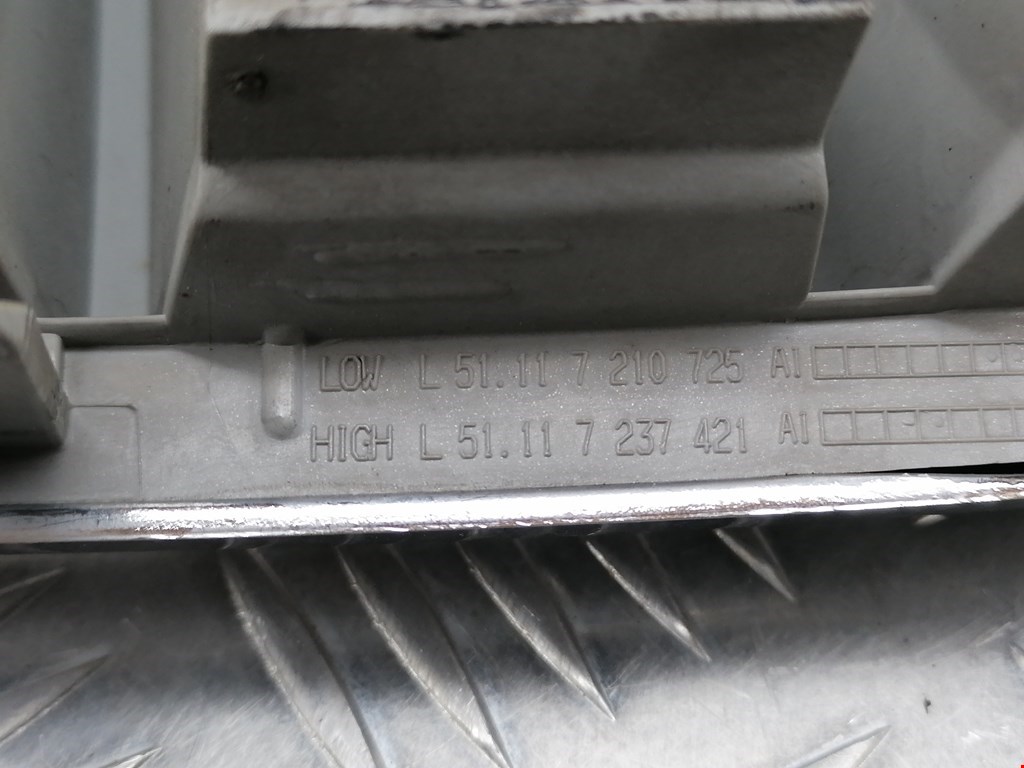 LOW L 51.11 7 210 725 AI
HIGH L 51.11 7 237 421 AI